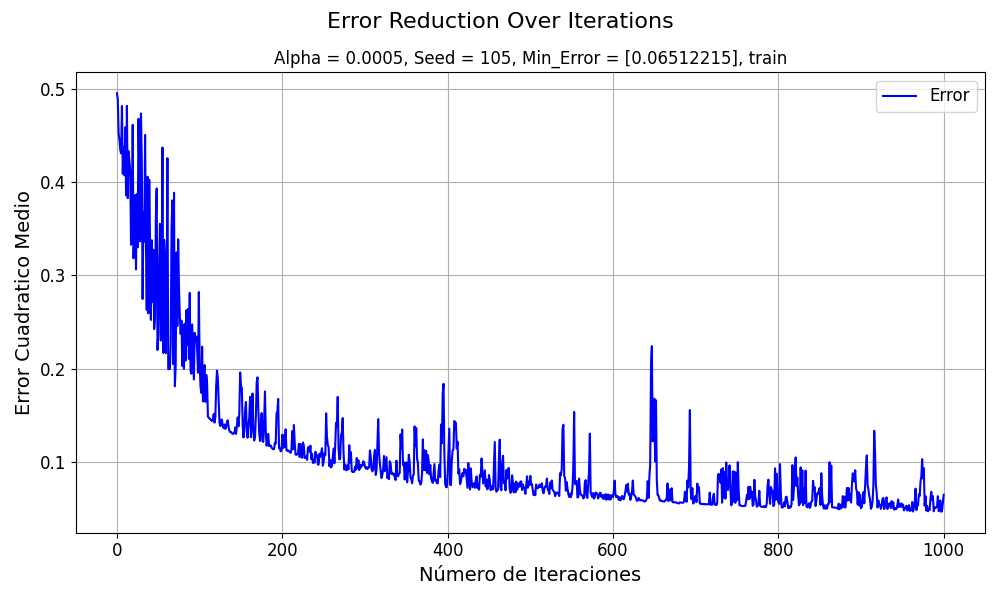 Error Reduction Over Iterations
Alpha = 0.0005, Seed = 105, Min_Error = [0.06512215], train
Error
0.5
0.4
0.3
0.2
0.1
Error Cuadratico Medio
0 200 400 600 800 1000
Número de Iteraciones